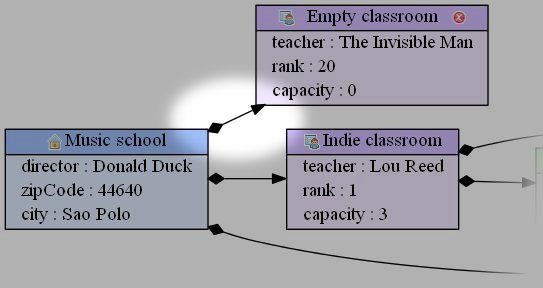 Empty classroom
teacher : The Invisible Man
rank : 20
capacity : 0
Music school
director : Donald Duck
zipCode : 44640
city : Sao Polo
Indie classroom
teacher : Lou Reed
rank : 1
capacity : 3